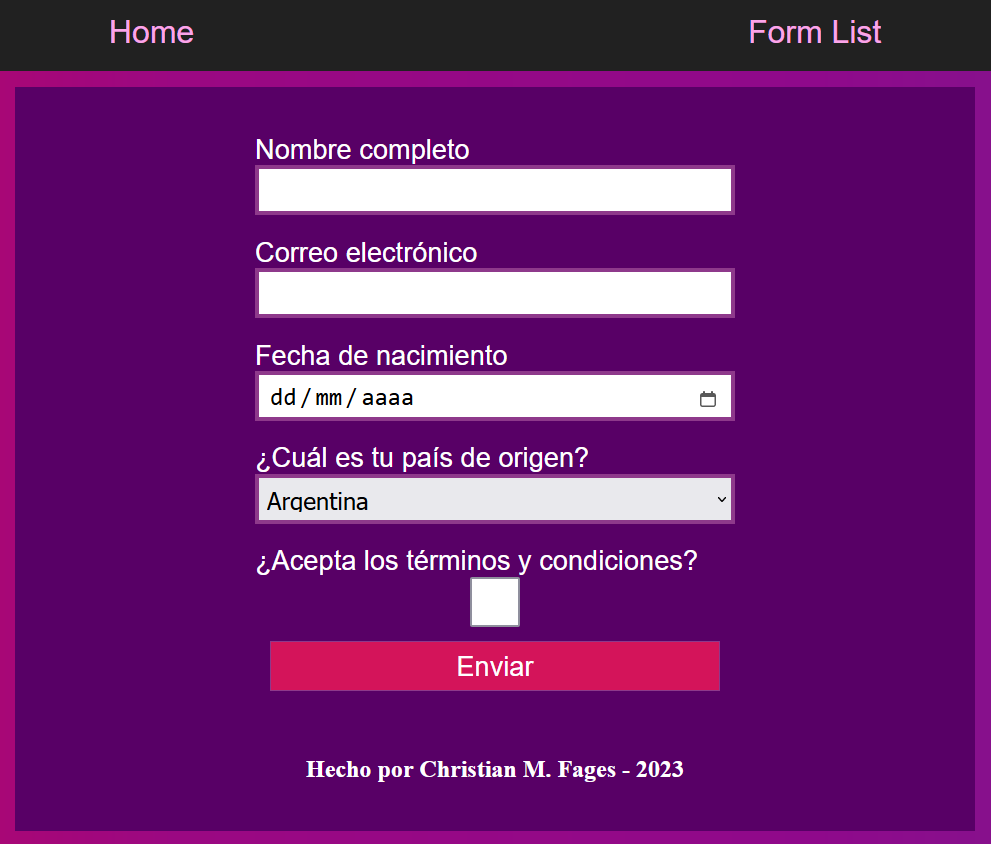 Home Form List
Nombre completo
Correo electrónico
Fecha de nacimiento
dd/mm/aaaa
¿Cuál es tu país de origen?
Argentina
¿Acepta los términos y condiciones?
Enviar
Hecho por Christian M. Fages - 2023